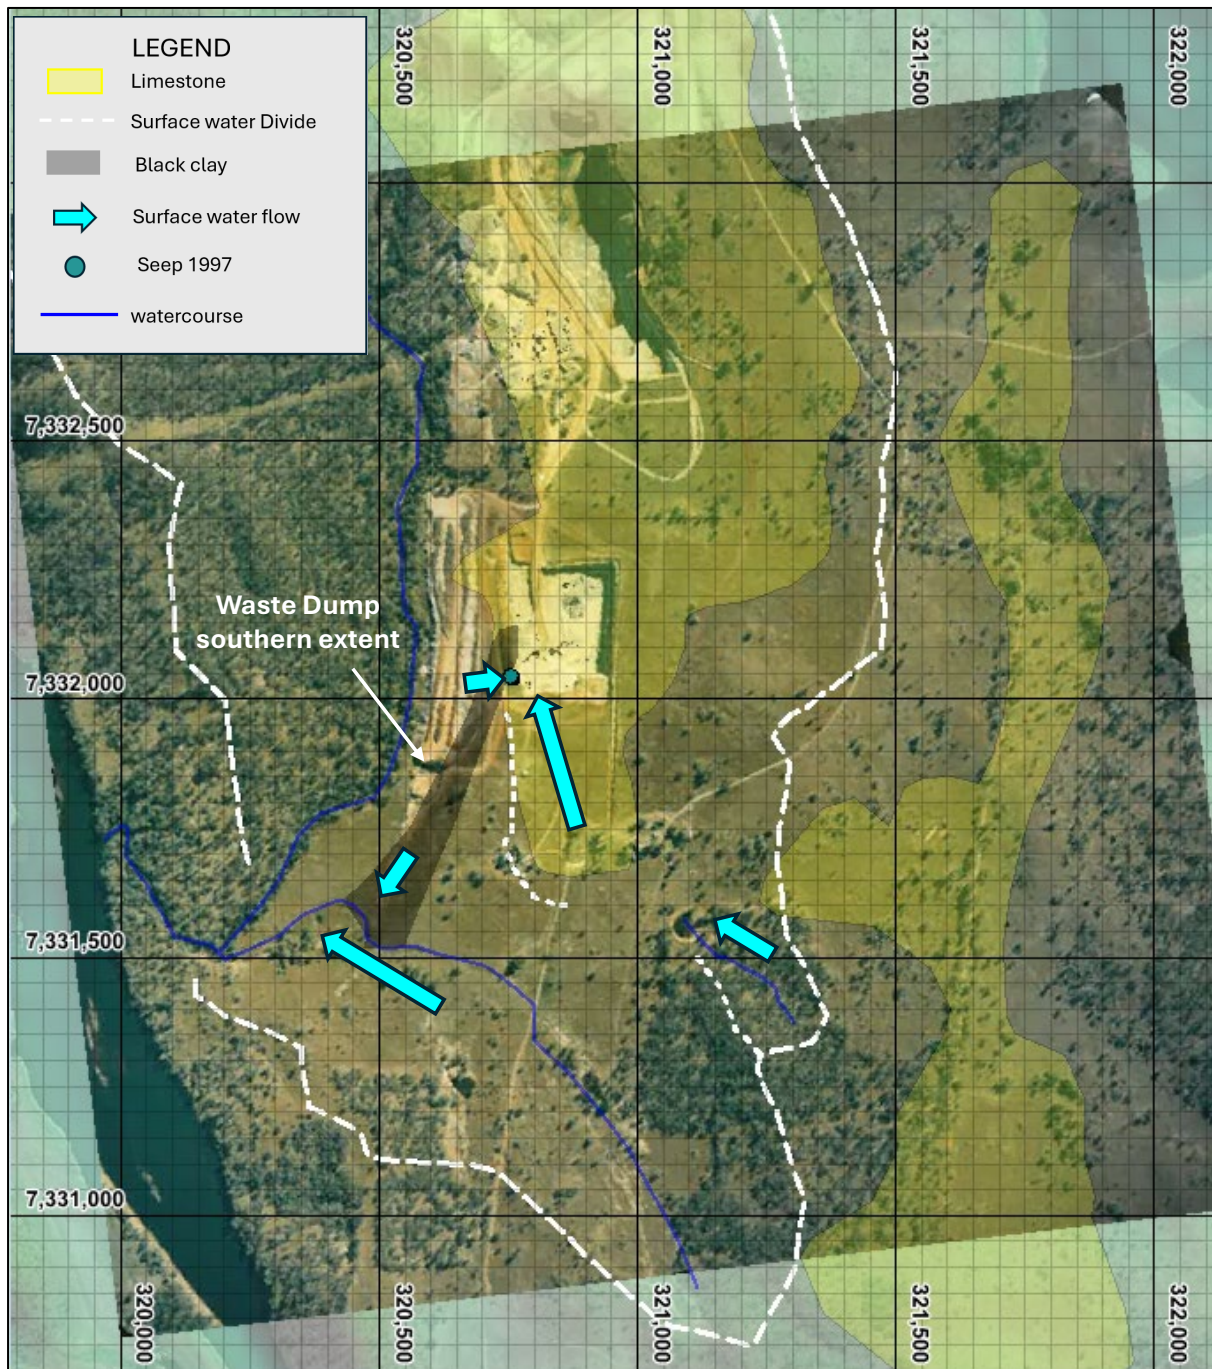 LEGEND
Limestone
Surface water Divide
Black clay
Surface water flow
Seep 1997
watercourse
320,500
321,000
321,500
322,000
7,332,500
Waste Dump
southern extent
7,332,000
7,331,500
7,331,000
320,000
320,500
321,000
321,500
322,000